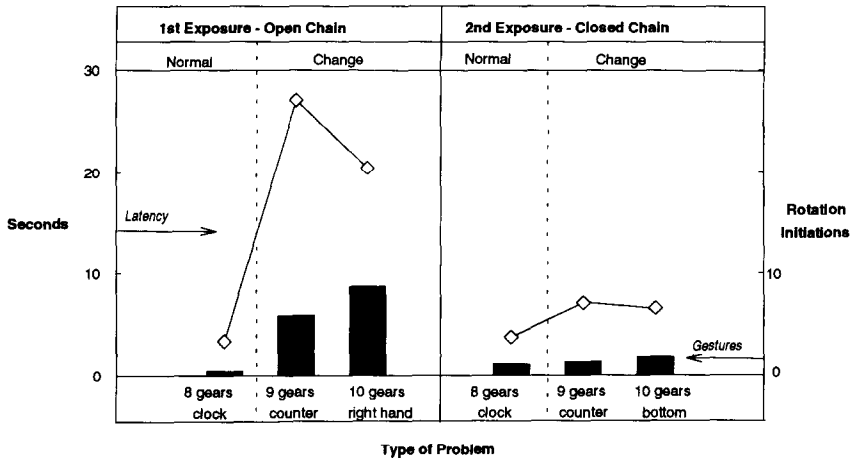 1st Exposure - Open Chain
2nd Exposure - Closed Chain
Normal
Change
Normal
Change
30
20
10
0
Seconds
Latency
Rotation
Initiations
10
0
Gestures
8 gears
clock
9 gears
counter
10 gears
right hand
8 gears
clock
9 gears
counter
10 gears
bottom
Type of Problem